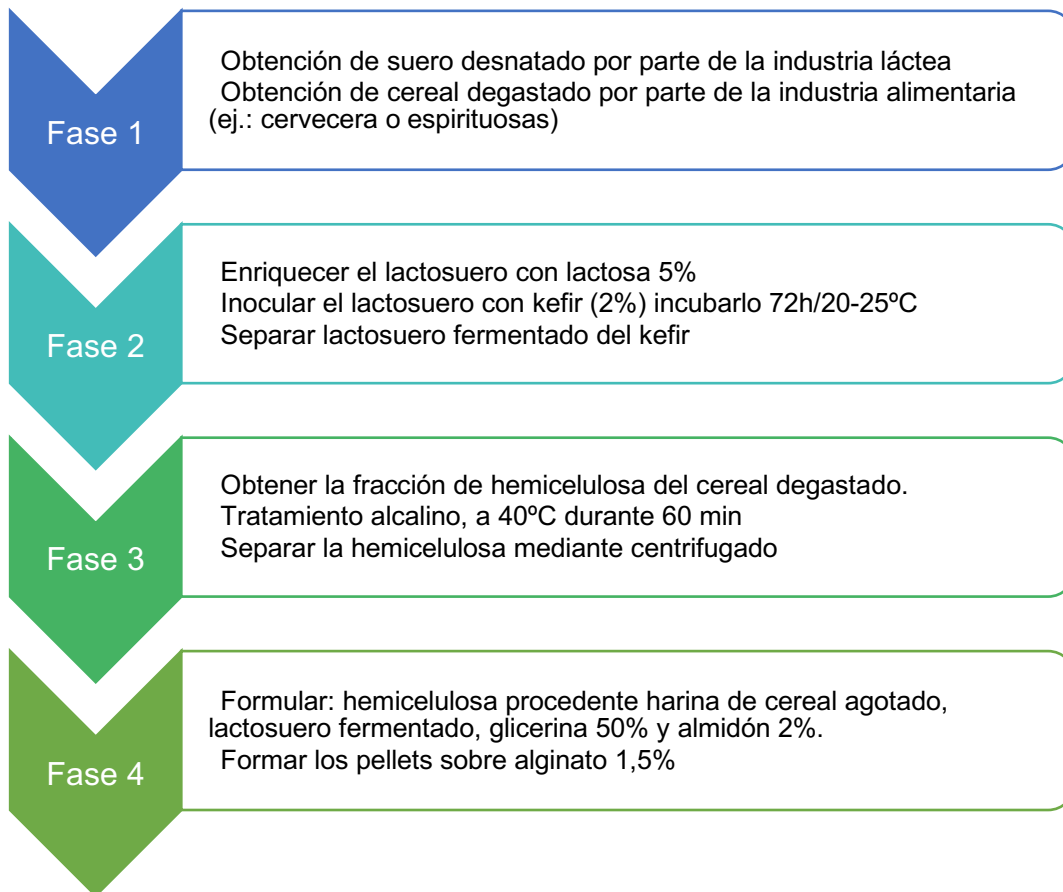 Fase 1
Obtención de suero desnatado por parte de la industria láctea
Obtención de cereal degastado por parte de la industria alimentaria
(ej.: cervecera o espirituosas)
Fase 2
Enriquecer el lactosuero con lactosa 5%
Inocular el lactosuero con kefir (2%) incubarlo 72h/20-25ºC
Separar lactosuero fermentado del kefir
Fase 3
Obtener la fracción de hemicelulosa del cereal degastado.
Tratamiento alcalino, a 40ºC durante 60 min
Separar la hemicelulosa mediante centrifugado
Fase 4
Formular: hemicelulosa procedente harina de cereal agotado,
lactosuero fermentado, glicerina 50% y almidón 2%.
Formar los pellets sobre alginato 1,5%